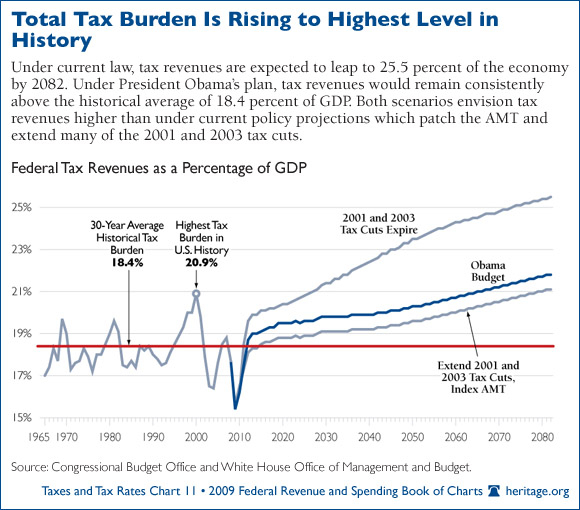 Total Tax Burden Is Rising to Highest Level in
History
Under current law, tax revenues are expected to leap to 25.5 percent of the economy
by 2082. Under President Obama's plan, tax revenues would remain consistently
above the historical average of 18.4 percent of GDP. Both scenarios envision tax
revenues higher than under current policy projections which patch the AMT and
extend many of the 2001 and 2003 tax cuts.
Federal Tax Revenues as a Percentage of GDP
25%
23%
21%
19%
17%
15%
30-Year Average
Historical Tax
Burden
18.4%
Highest Tax
Burden in
U.S. History
20.9%
2001 and 2003
Tax Cuts Expire
Obama
Budget
Extend 2001 and
2003 Tax Cuts,
Index AMT
1965 1970 1980 1990 2000 2010 2020 2030 2040 2050 2060 2070 2080
Source: Congressional Budget Office and White House Office of Management and Budget.
Taxes and Tax Rates Chart 11 • 2009 Federal Revenue and Spending Book of Charts heritage.org